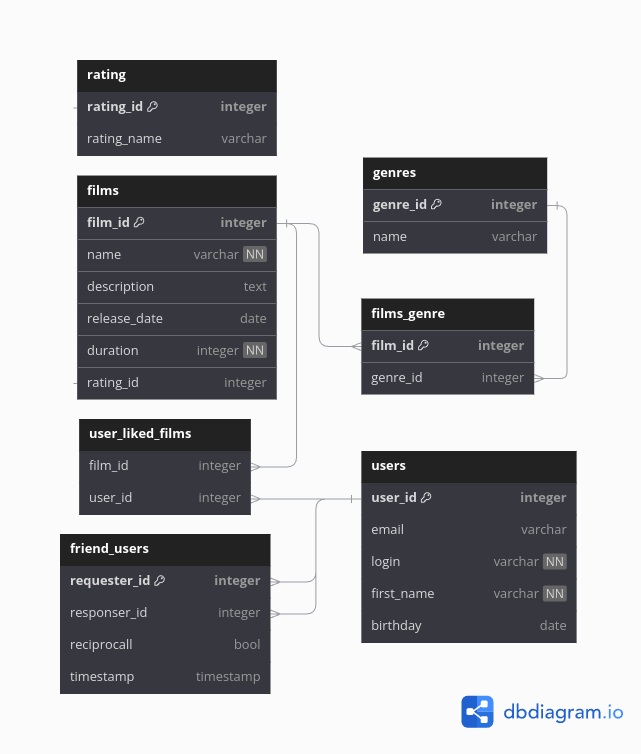 rating
rating_id integer
rating_name varchar
films
film_id integer
name varchar NN
description text
release_date date
duration integer NN
rating_id integer
genres
genre_id integer
name varchar
films_genre
film_id integer
genre_id integer
user_liked_films
film_id integer
user_id integer
users
user_id integer
email varchar
login varchar NN
first_name varchar NN
birthday date
friend_users
requester_id integer
responser_id integer
reciprocall bool
timestamp timestamp
dbdiagram.io